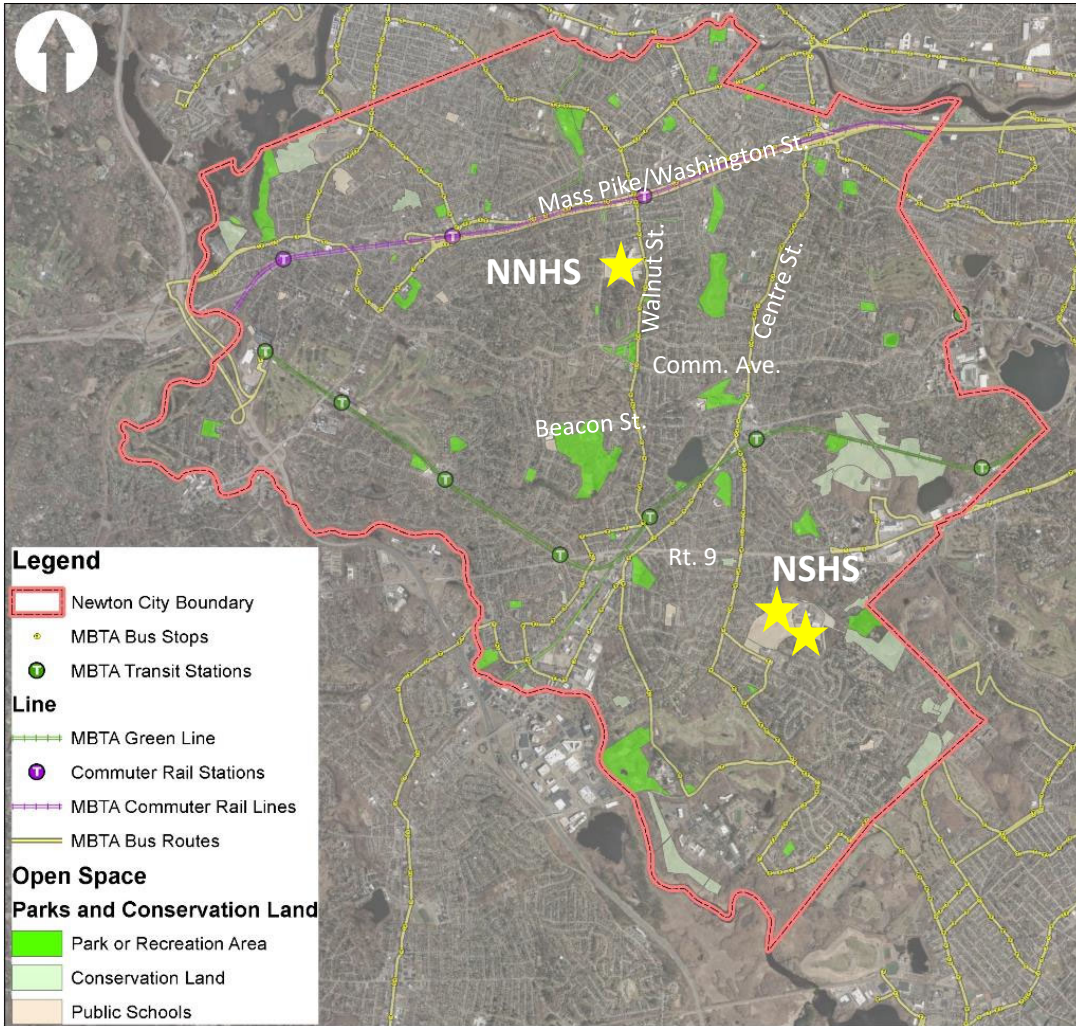 Mass Pike/Washington St.
NNHS
Walnut St.
Centre St.
Comm. Ave.
Beacon St.
Rt. 9
NSHS
Legend
Newton City Boundary
MBTA Bus Stops
T MBTA Transit Stations
Line
MBTA Green Line
T Commuter Rail Stations
MBTA Commuter Rail Lines
MBTA Bus Routes
Open Space
Parks and Conservation Land
Park or Recreation Area
Conservation Land
Public Schools